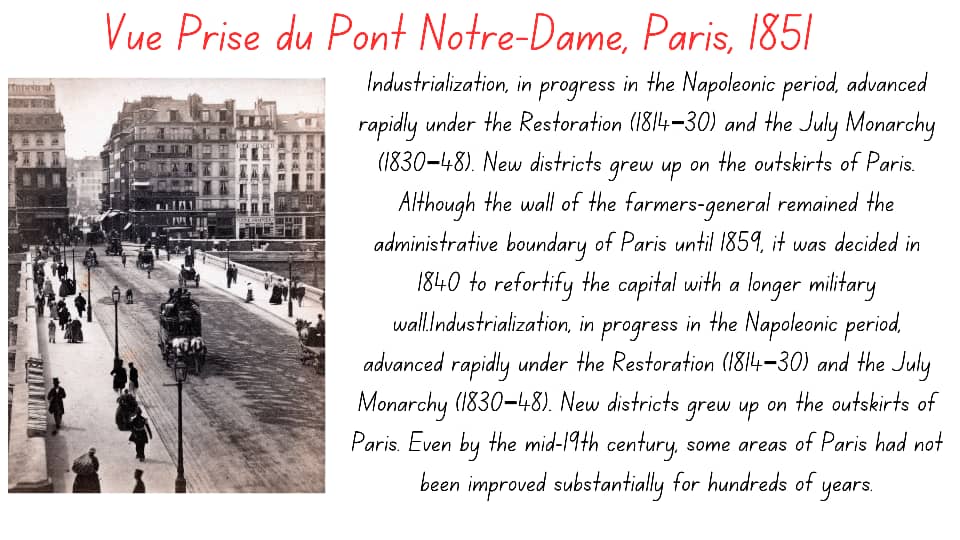 Vue Prise du Pont Notre-Dame, Paris, 1851
Industrialization, in progress in the Napoleonic period, advanced
rapidly under the Restoration (1814–30) and the July Monarchy
(1830–48). New districts grew up on the outskirts of Paris.
Although the wall of the farmers-general remained the
administrative boundary of Paris until 1859, it was decided in
1840 to refortify the capital with a longer military
wall.Industrialization, in progress in the Napoleonic period,
advanced rapidly under the Restoration (1814–30) and the July
Monarchy (1830–48). New districts grew up on the outskirts of
Paris. Even by the mid-19th century, some areas of Paris had not
been improved substantially for hundreds of years.